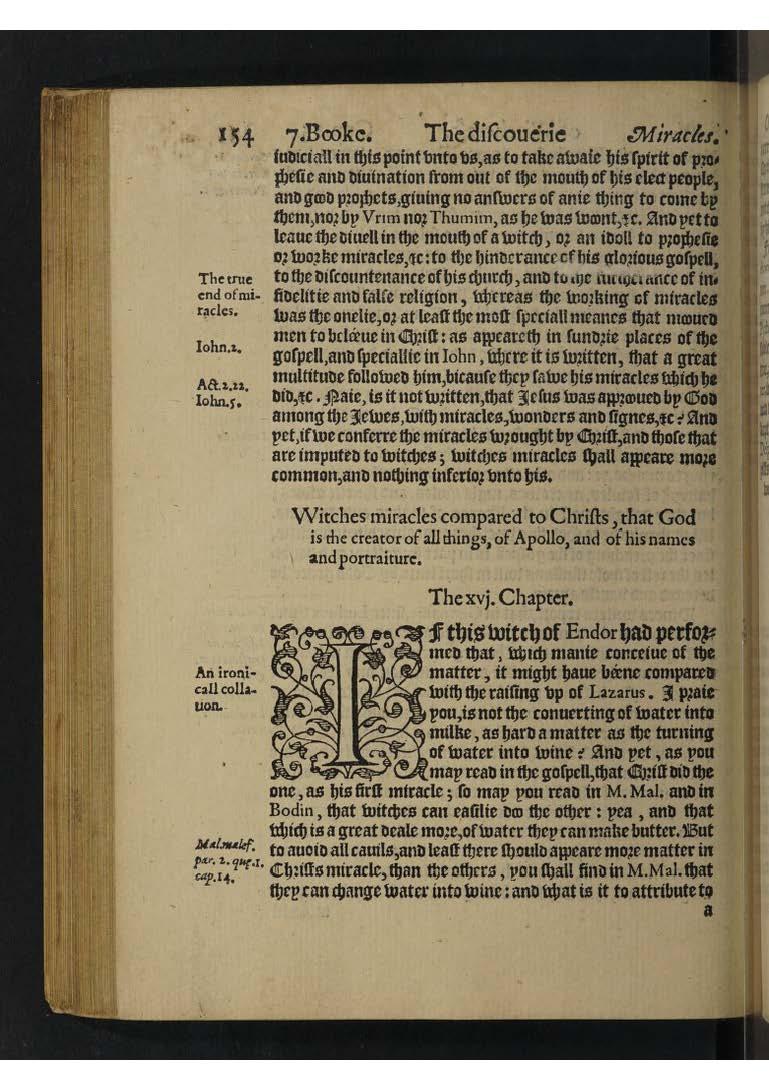 154 7.Booke. The discouerie Miracles.
iudiciall in this point vnto vs, as to take awaie his spirit of pro-
phesie and diuination from out of the mouth of his elect people,
and good prophets, giuing no answers of anie thing to come by
them, nor by Vrim nor Thumim, as he was woont, &c. And yet to
leaue the diuell in the mouth of a witch, or an idoll to prophesie
or worke miracles, &c: to the hinderance of his glorious gospell,
The true
end of mi-
racles.
to the discountenance of his church, and to the furtherance of in-
fidelitie and false religion, whereas the working of miracles
was the onelie, or at least the most speciall meanes that mooued
Iohn.2.
men to beléeue in Christ: as appeareth in sundrie places of the
gospell, and speciallie in Iohn, where it is written, that a great
Act.2.22.
Iohn.5.
multitude followed him, bicause they sawe his miracles which he
did, &c. Naie, is it not written, that Iesus was approoued by God
among the Iewes, with miracles, wonders and signes, &c? And
yet, if we conferre the miracles wrought by Christ, and those that
are imputed to witches; witches miracles shall appeare more
common, and nothing inferior vnto his.
Witches miracles compared to Christs, that God
is the creator of all things, of Apollo, and of his names
and portraiture.
The xvj. Chapter.
IF this witch of Endor had perfor-
med that, which manie conceiue of the
An ironi-
call colla-
tion.
matter, it might haue béene compared
with the raising vp of Lazarus. I praie
you, is not the conuerting of water into
milke, as hard a matter as the turning
of water into wine? And yet, as you
may read in the gospell, that Christ did the
one, as his first miracle; so may you read in M. Mal. and in
Bodin, that witches can easilie doo the other: yea, and that
which is a great deale more, of water they can make butter. But
Mal.malef.
par. 2. que.1.
cap.14.
to auoid all cauils, and least there should appeare more matter in
Christs miracle, than the others, you shall find in M. Mal. that
they can change water into wine: and what is it to attribute to
a